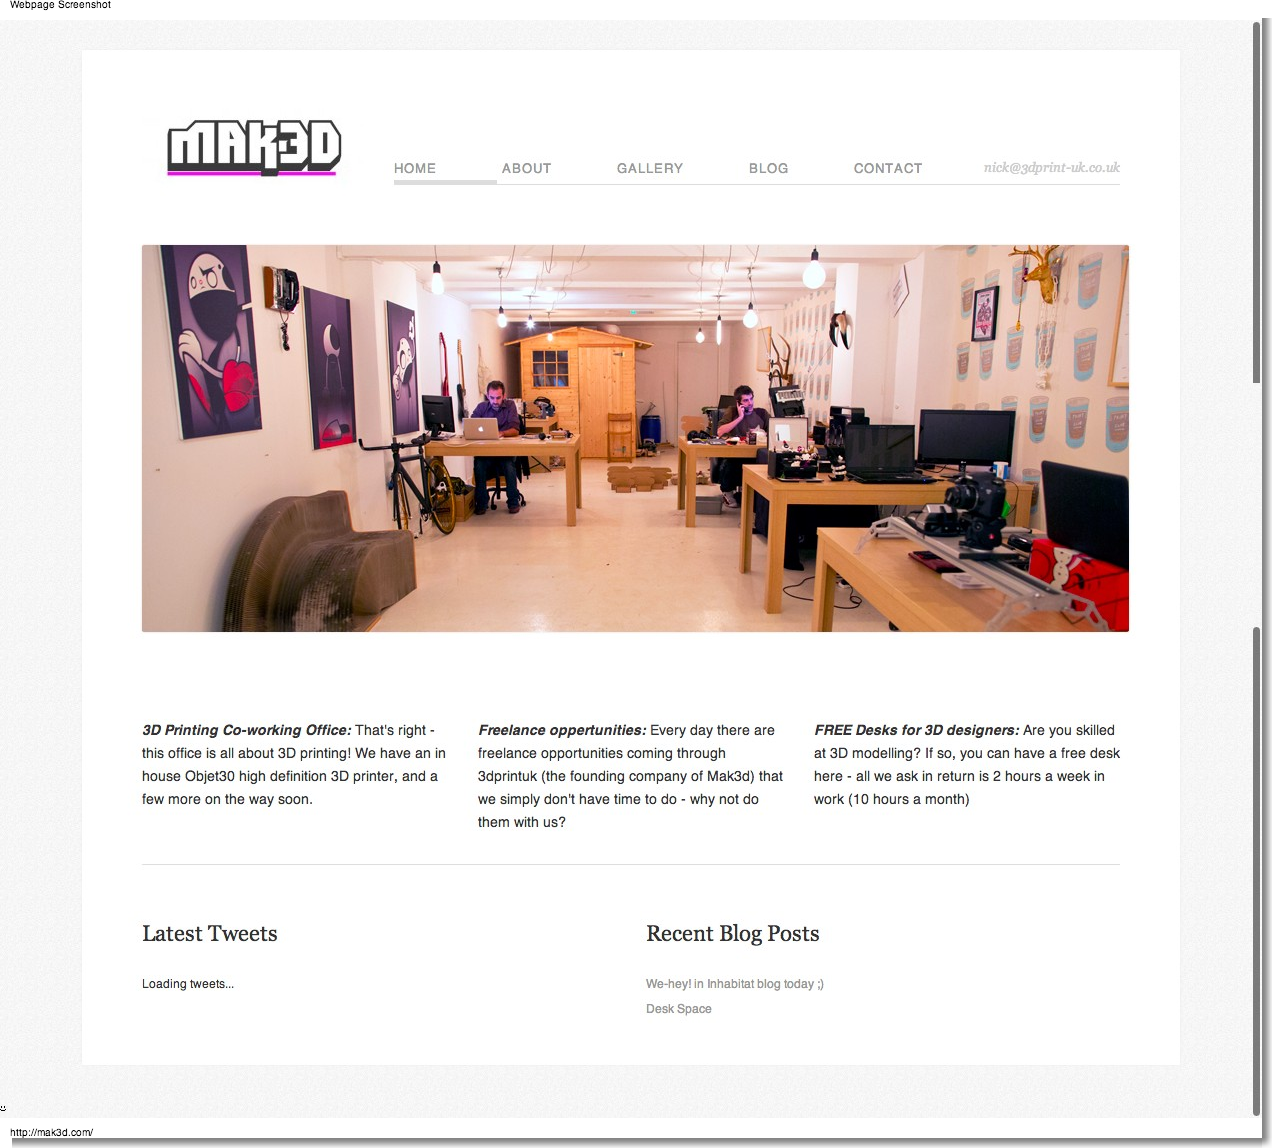 Webpage Screenshot
MAK3D
HOME ABOUT GALLERY BLOG CONTACT nick@3dprint-uk.co.uk
3D Printing Co-working Office: That's right -
this office is all about 3D printing! We have an in
house Objet30 high definition 3D printer, and a
few more on the way soon.
Freelance oppertunities: Every day there are
freelance opportunities coming through
3dprintuk (the founding company of Mak3d) that
we simply don't have time to do - why not do
them with us?
FREE Desks for 3D designers: Are you skilled
at 3D modelling? If so, you can have a free desk
here - all we ask in return is 2 hours a week in
work (10 hours a month)
Latest Tweets
Loading tweets...
Recent Blog Posts
We-hey! in Inhabitat blog today ;)
Desk Space
http://mak3d.com/